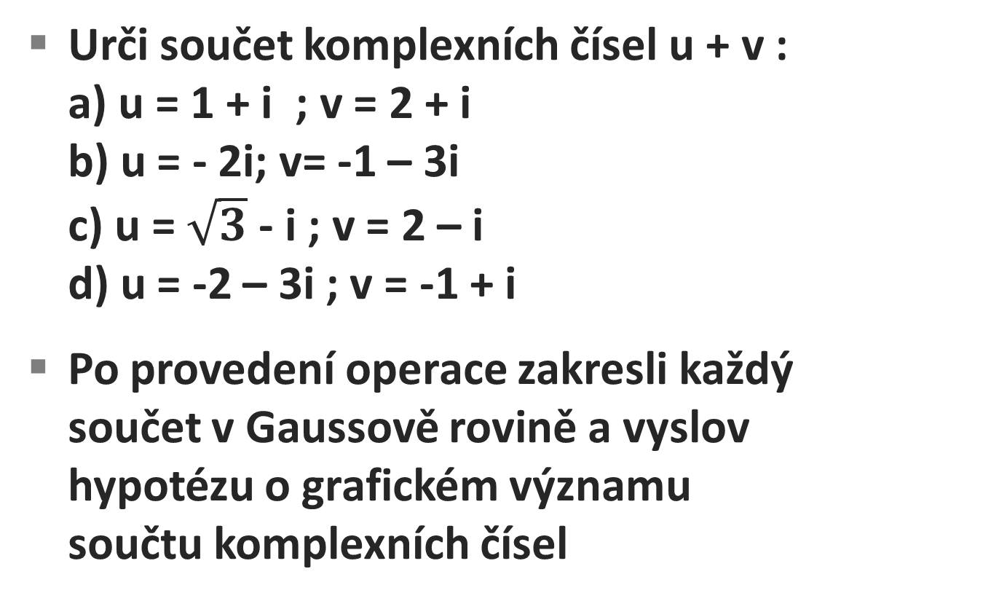 ▪ Urči součet komplexních čísel u + v :
a) u = 1 + i  ; v = 2 + i
b) u = - 2i; v= -1 – 3i
c) u = √3 - i ; v = 2 – i
d) u = -2 – 3i ; v = -1 + i
▪ Po provedení operace zakresli každý
součet v Gaussově rovině a vyslov
hypotézu o grafickém významu
součtu komplexních čísel